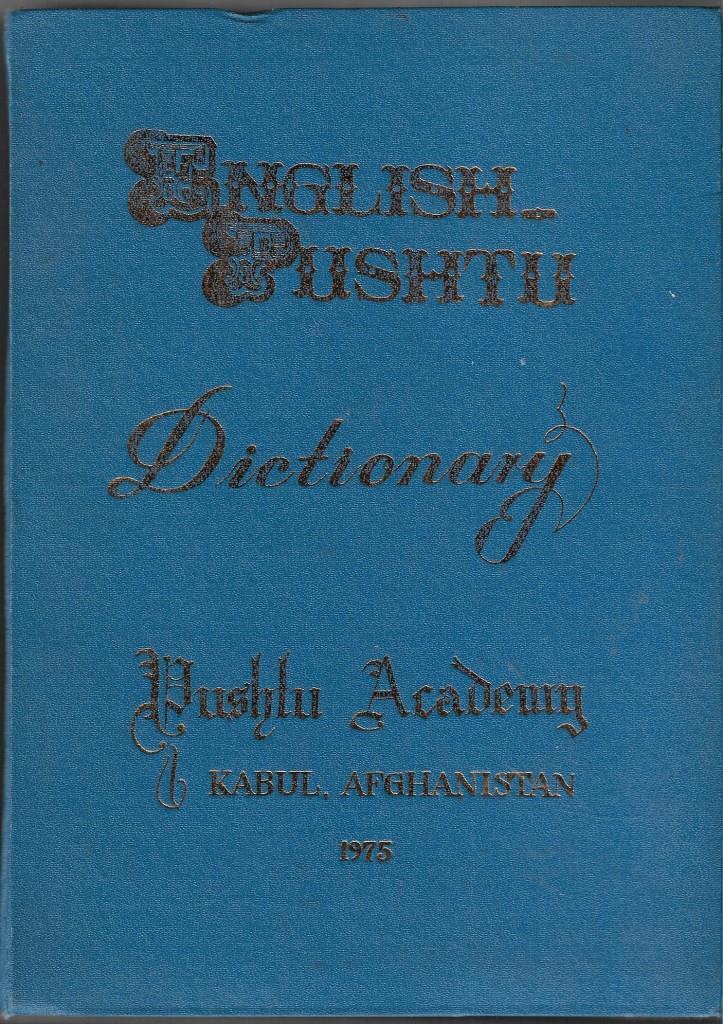 ENGLISH-
PUSHTU
Dictionary
Pushtu Academy
KABUL, AFGHANISTAN
1975